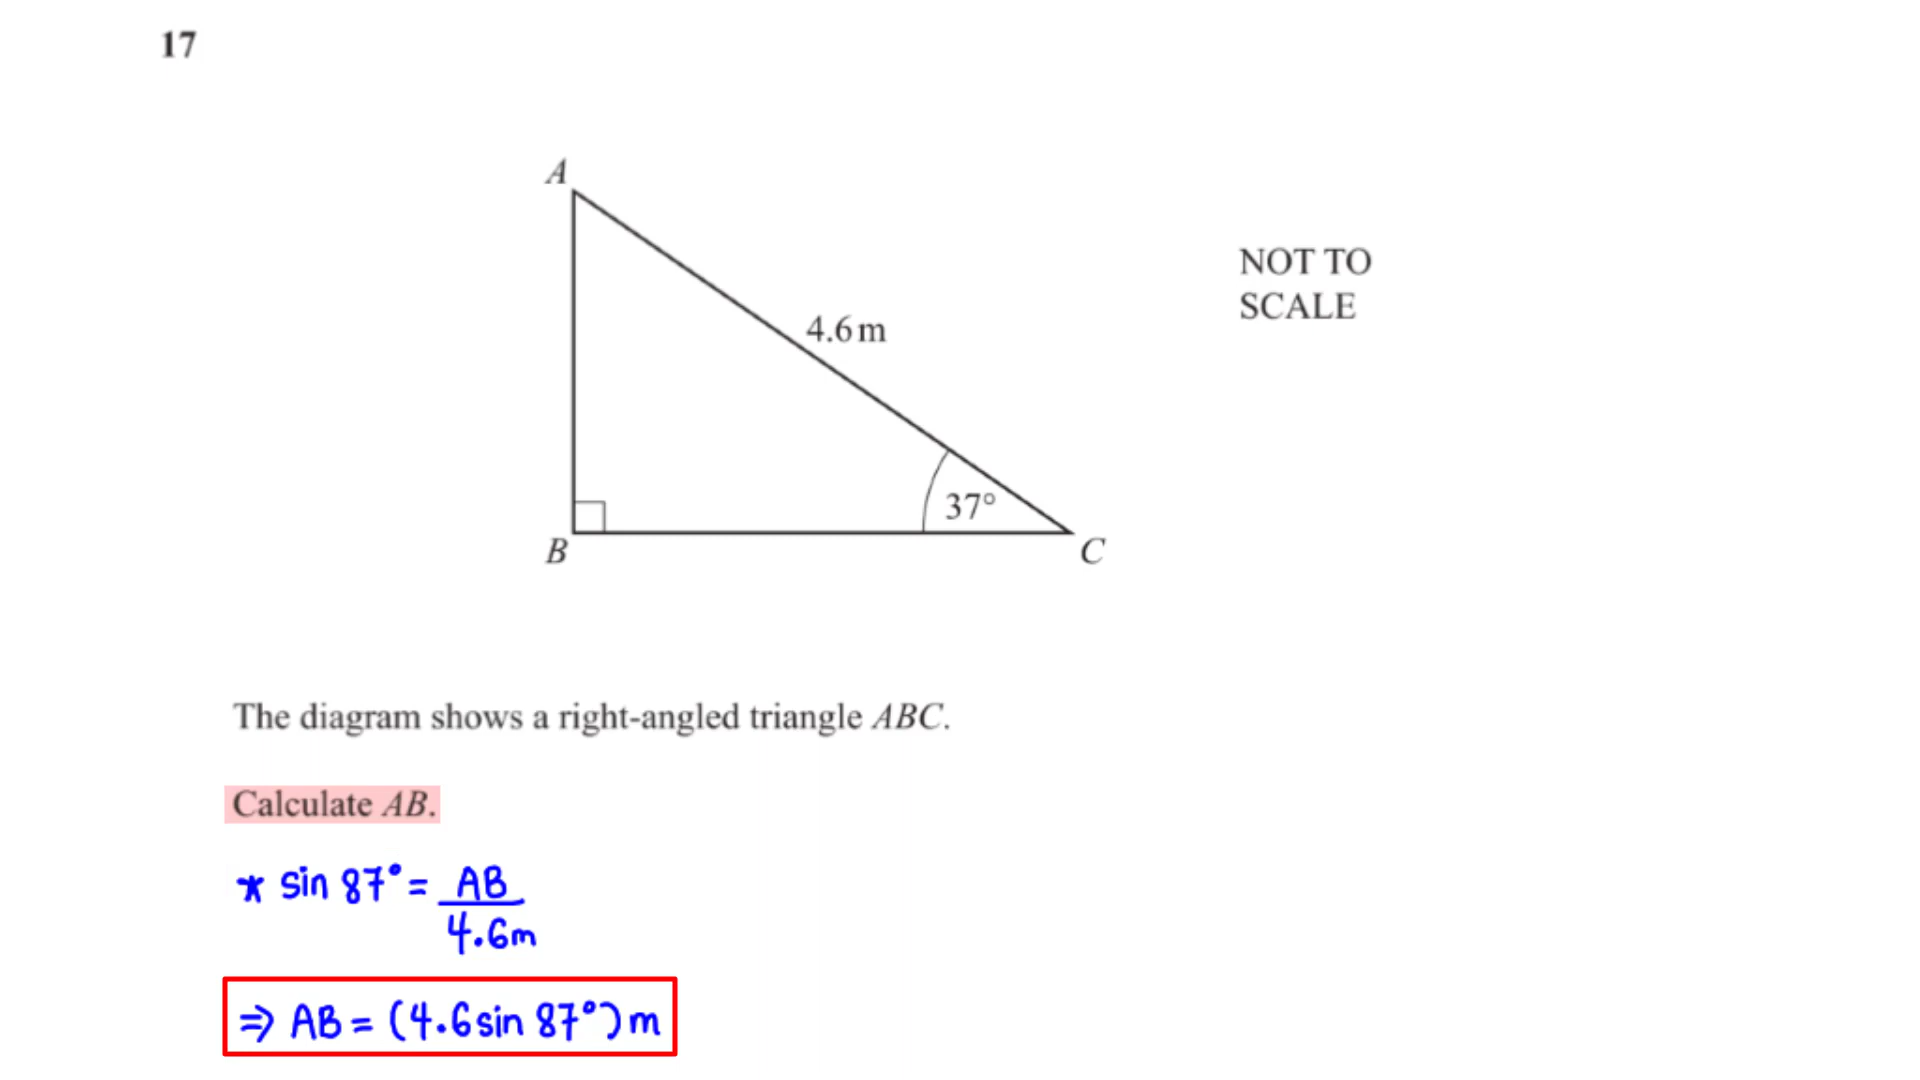 17
A
4.6 m
NOT TO
SCALE
37°
B
C
The diagram shows a right-angled triangle ABC.
Calculate AB.
* sin 87° = AB/4.6m
⇒ AB = (4.6 sin 87°) m